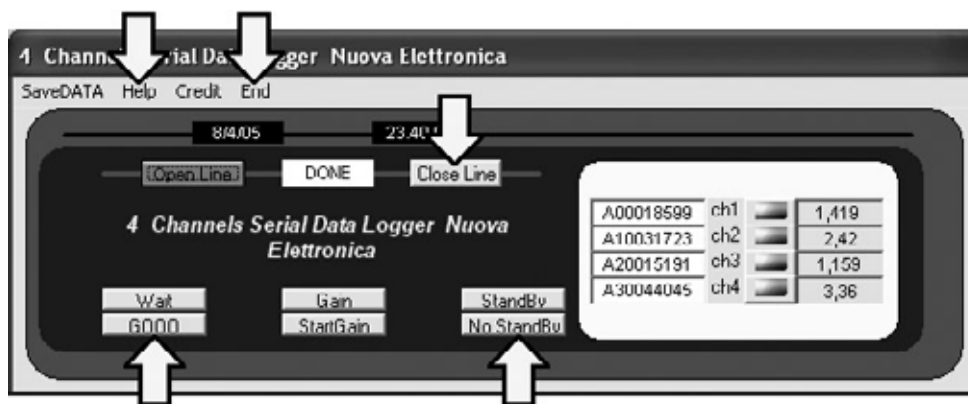 4 Channels Serial Data Logger Nuova Elettronica
SaveDATA Help Credit End
8/4/05 23.40
Open Line DONE Close Line
4 Channels Serial Data Logger Nuova
Elettronica
A00018599 ch1 1,419
A10031723 ch2 2,42
A20015191 ch3 1,159
A30044045 ch4 3,36
Wait Gain StandBy
GOOO StartGain No StandBy